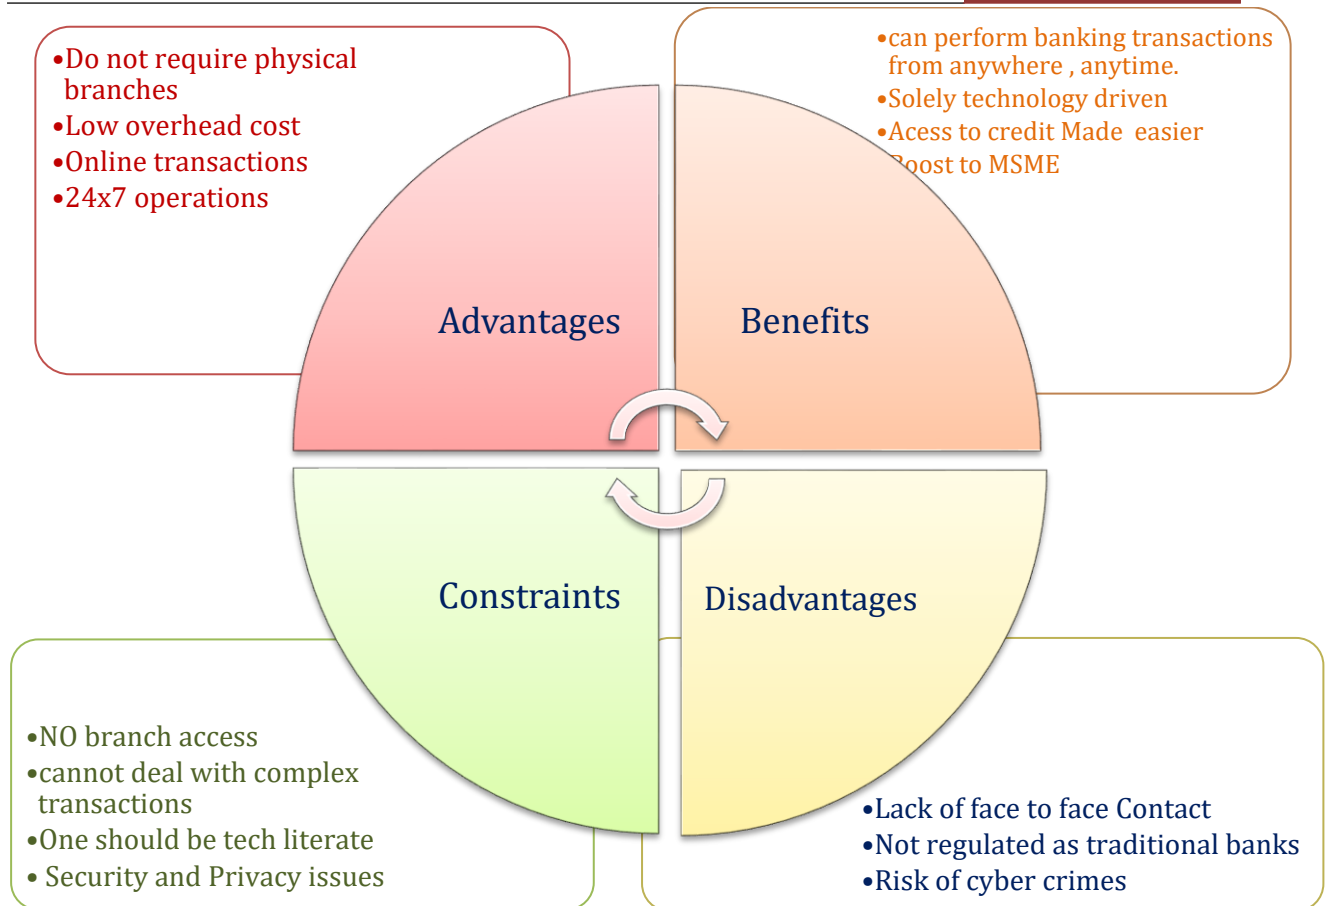 •Do not require physical
branches
•Low overhead cost
•Online transactions
•24x7 operations
•can perform banking transactions
from anywhere , anytime.
•Solely technology driven
•Acess to credit Made  easier
•Boost to MSME
Advantages
Benefits
Constraints
Disadvantages
•NO branch access
•cannot deal with complex
transactions
•One should be tech literate
• Security and Privacy issues
•Lack of face to face Contact
•Not regulated as traditional banks
•Risk of cyber crimes